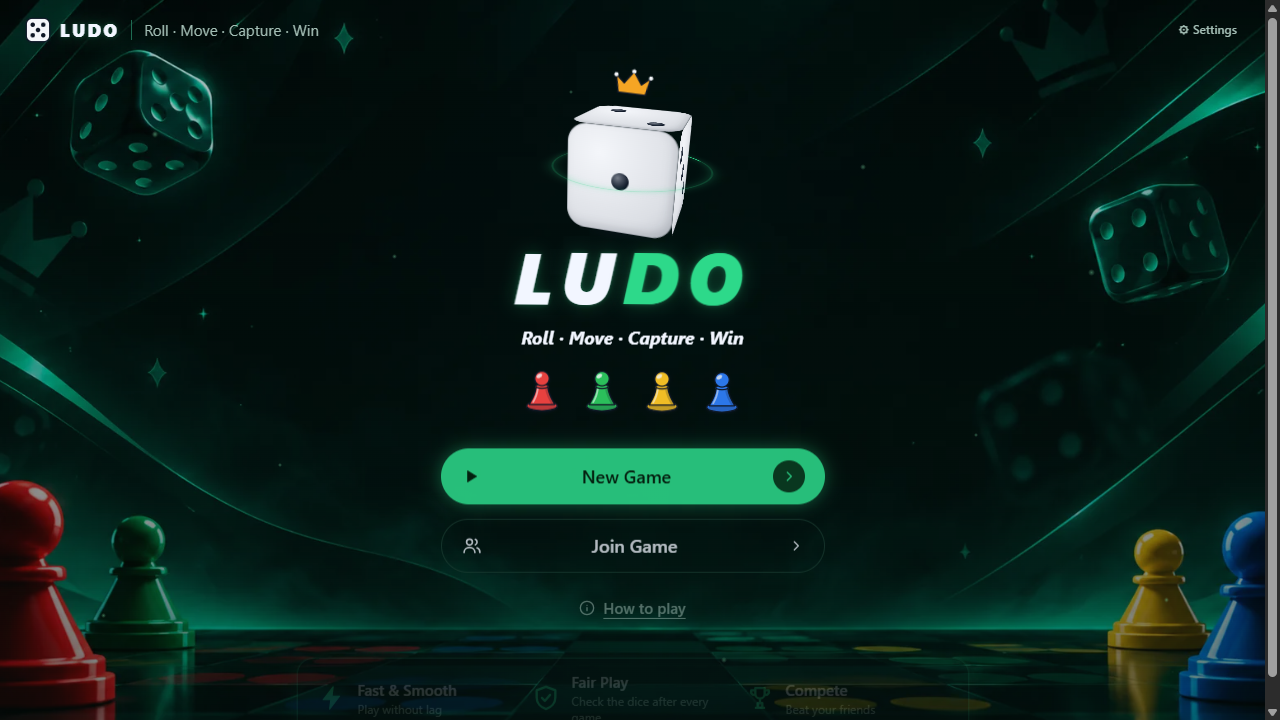 LUDO
Roll · Move · Capture · Win
Settings
LUDO
Roll · Move · Capture · Win
New Game
Join Game
How to play
Fast & Smooth
Play without lag
Fair Play
Check the dice after every
game
Compete
Beat your friends